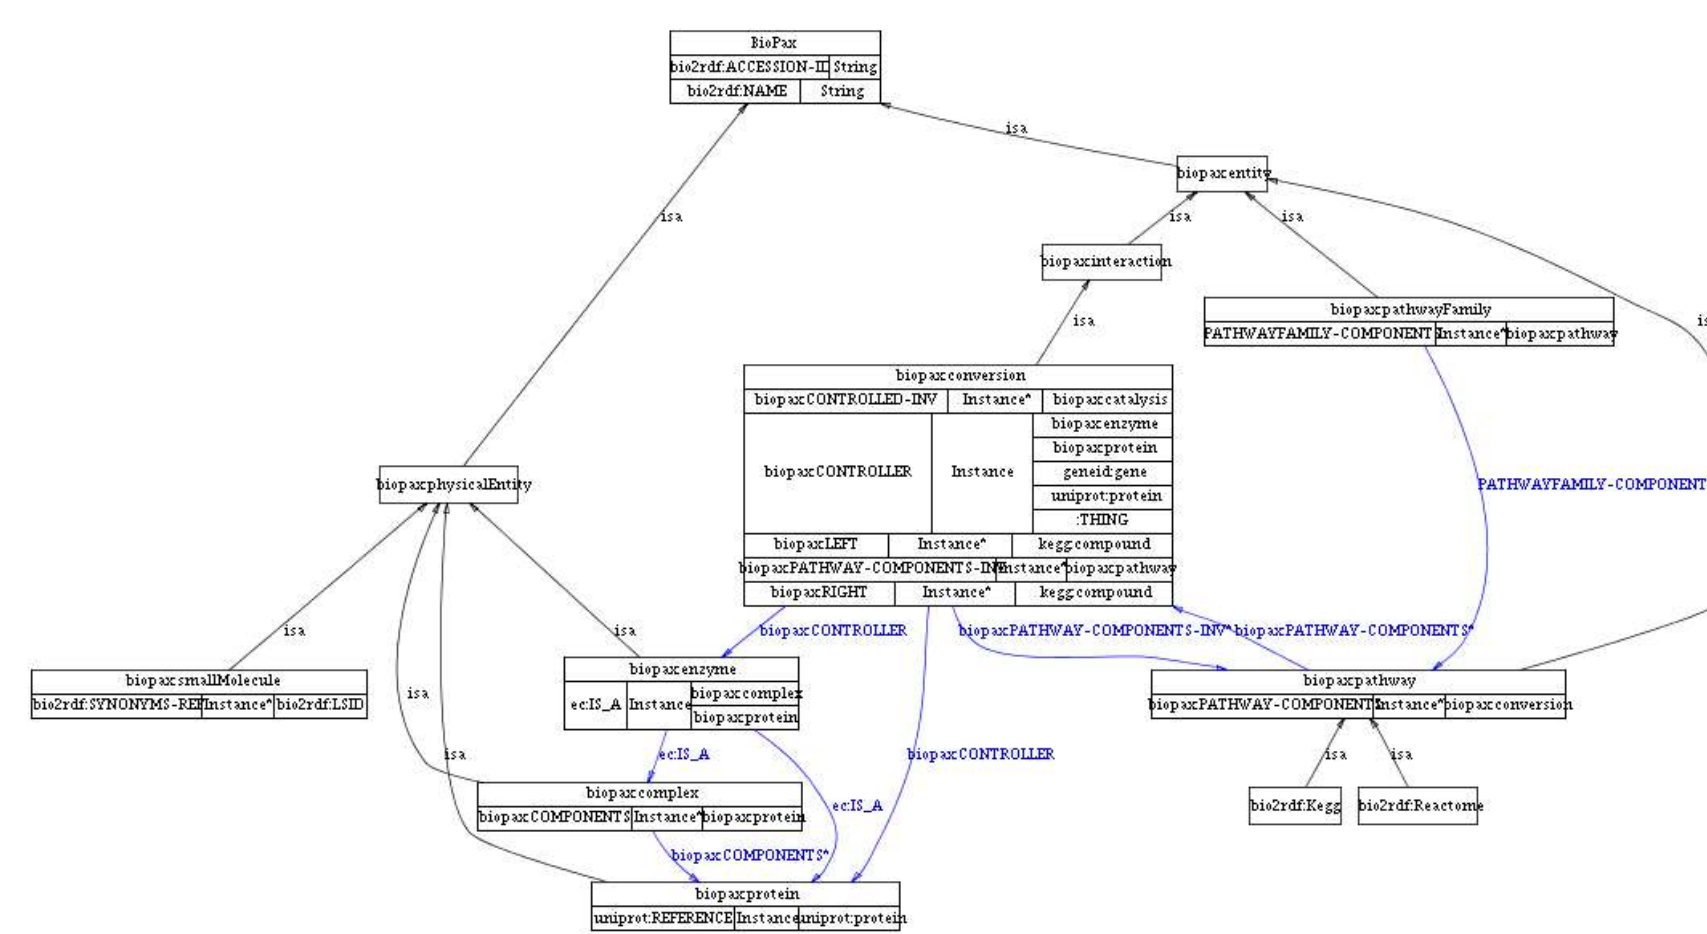 BioPax
bio2rdf:ACCESSION-ID String
bio2rdf:NAME String
isa
biopax:entity
isa isa isa
biopax:interaction
biopax:pathwayFamily
PATHWAYFAMILY-COMPONENTS Instance* biopax:pathway
isa
biopax:conversion
biopax:CONTROLLED-INV Instance* biopax:catalysis
biopax:CONTROLLER Instance
biopax:enzyme
biopax:protein
geneid:gene
uniprot:protein
:THING
biopax:LEFT Instance* kegg:compound
biopax:PATHWAY-COMPONENTS-INV Instance* biopax:pathway
biopax:RIGHT Instance* kegg:compound
biopax:physicalEntity
PATHWAYFAMILY-COMPONENT
isa isa biopax:CONTROLLER biopax:PATHWAY-COMPONENTS-INV* biopax:PATHWAY-COMPONENTS*
biopax:smallMolecule
bio2rdf:SYNONYMS-REF Instance* bio2rdf:LSID
biopax:enzyme
ec:IS_A Instance biopax:complex
biopax:protein
biopax:pathway
biopax:PATHWAY-COMPONENTS Instance* biopax:conversion
isa
isa ec:IS_A biopax:CONTROLLER isa isa
biopax:complex
biopax:COMPONENTS Instance* biopax:protein
ec:IS_A
bio2rdf:Kegg bio2rdf:Reactome
biopax:COMPONENTS*
biopax:protein
uniprot:REFERENCE Instance uniprot:protein